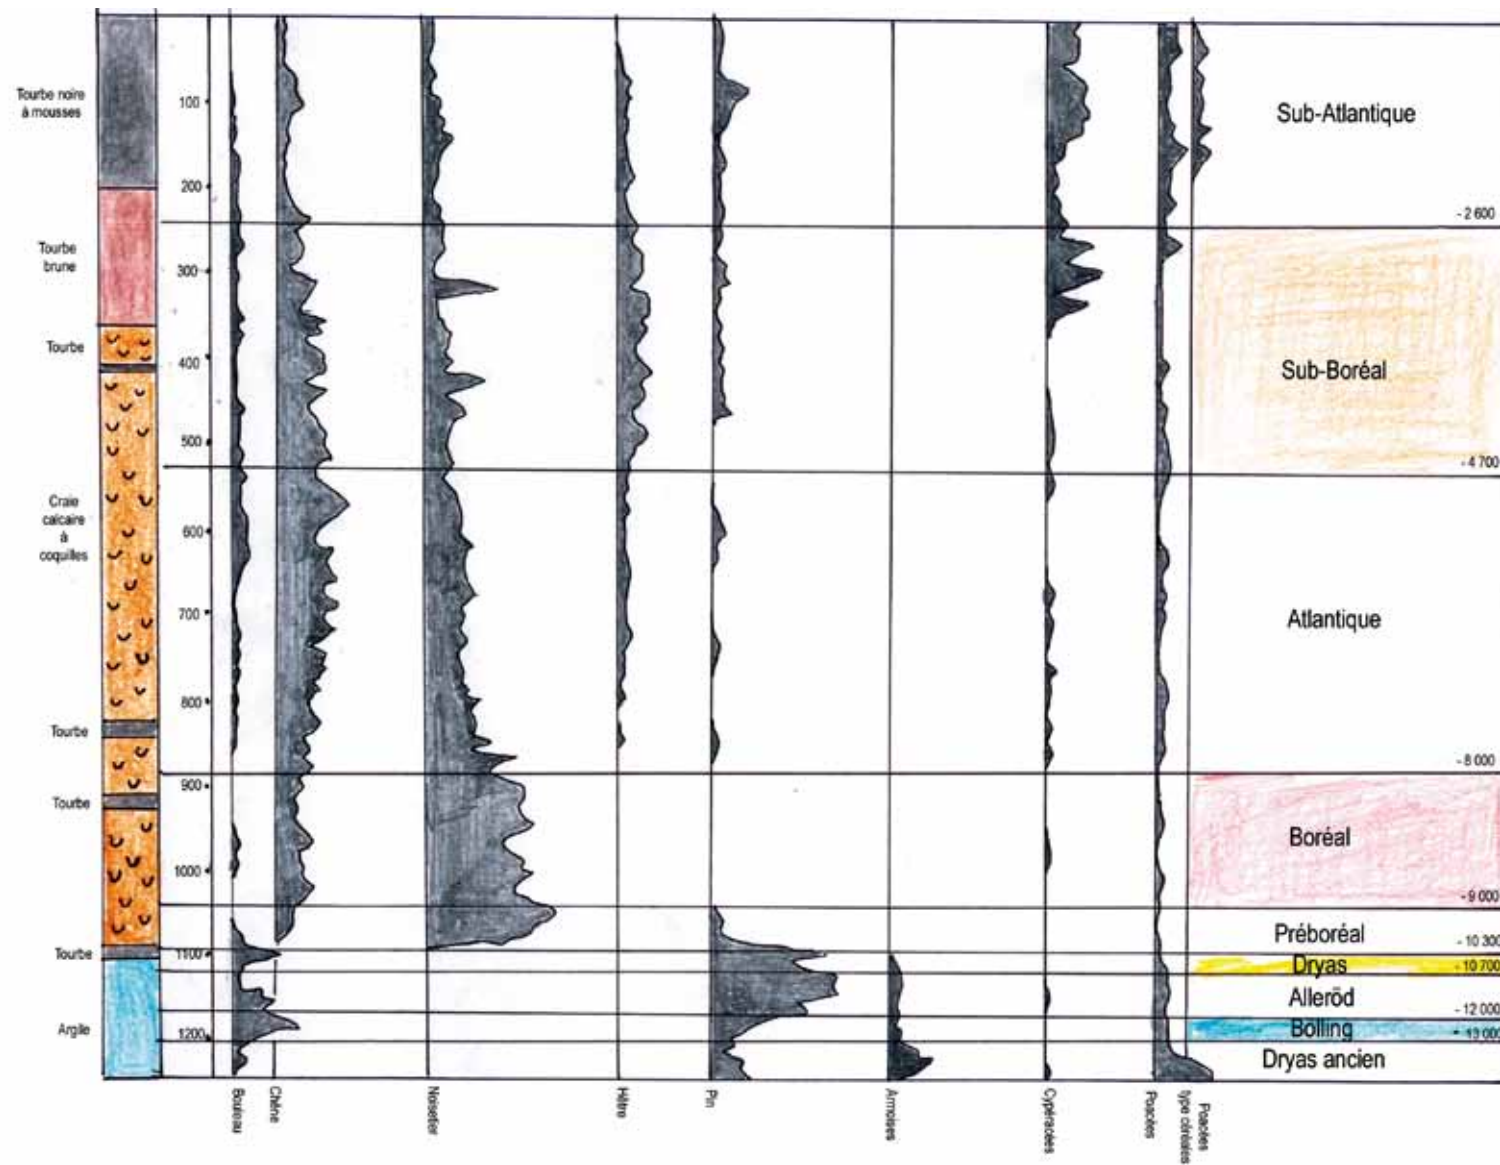 Tourbe noire
à mousses
Tourbe
brune
Tourbe
Craie
calcaire
à
coquilles
Tourbe
Tourbe
Tourbe
Argile
100
200
300
400
500
600
700
800
900
1000
1100
1200
Sub-Atlantique
- 2 600
Sub-Boréal
- 4 700
Atlantique
- 8 000
Boréal
- 9 000
Préboréal
- 10 300
Dryas
- 10 700
Alleröd
- 12 000
Bölling
- 13 000
Dryas ancien
Bouleau
Chêne
Noisetier
Hêtre
Pin
Armoises
Cypéracées
Poacées
Poacées
type céréales